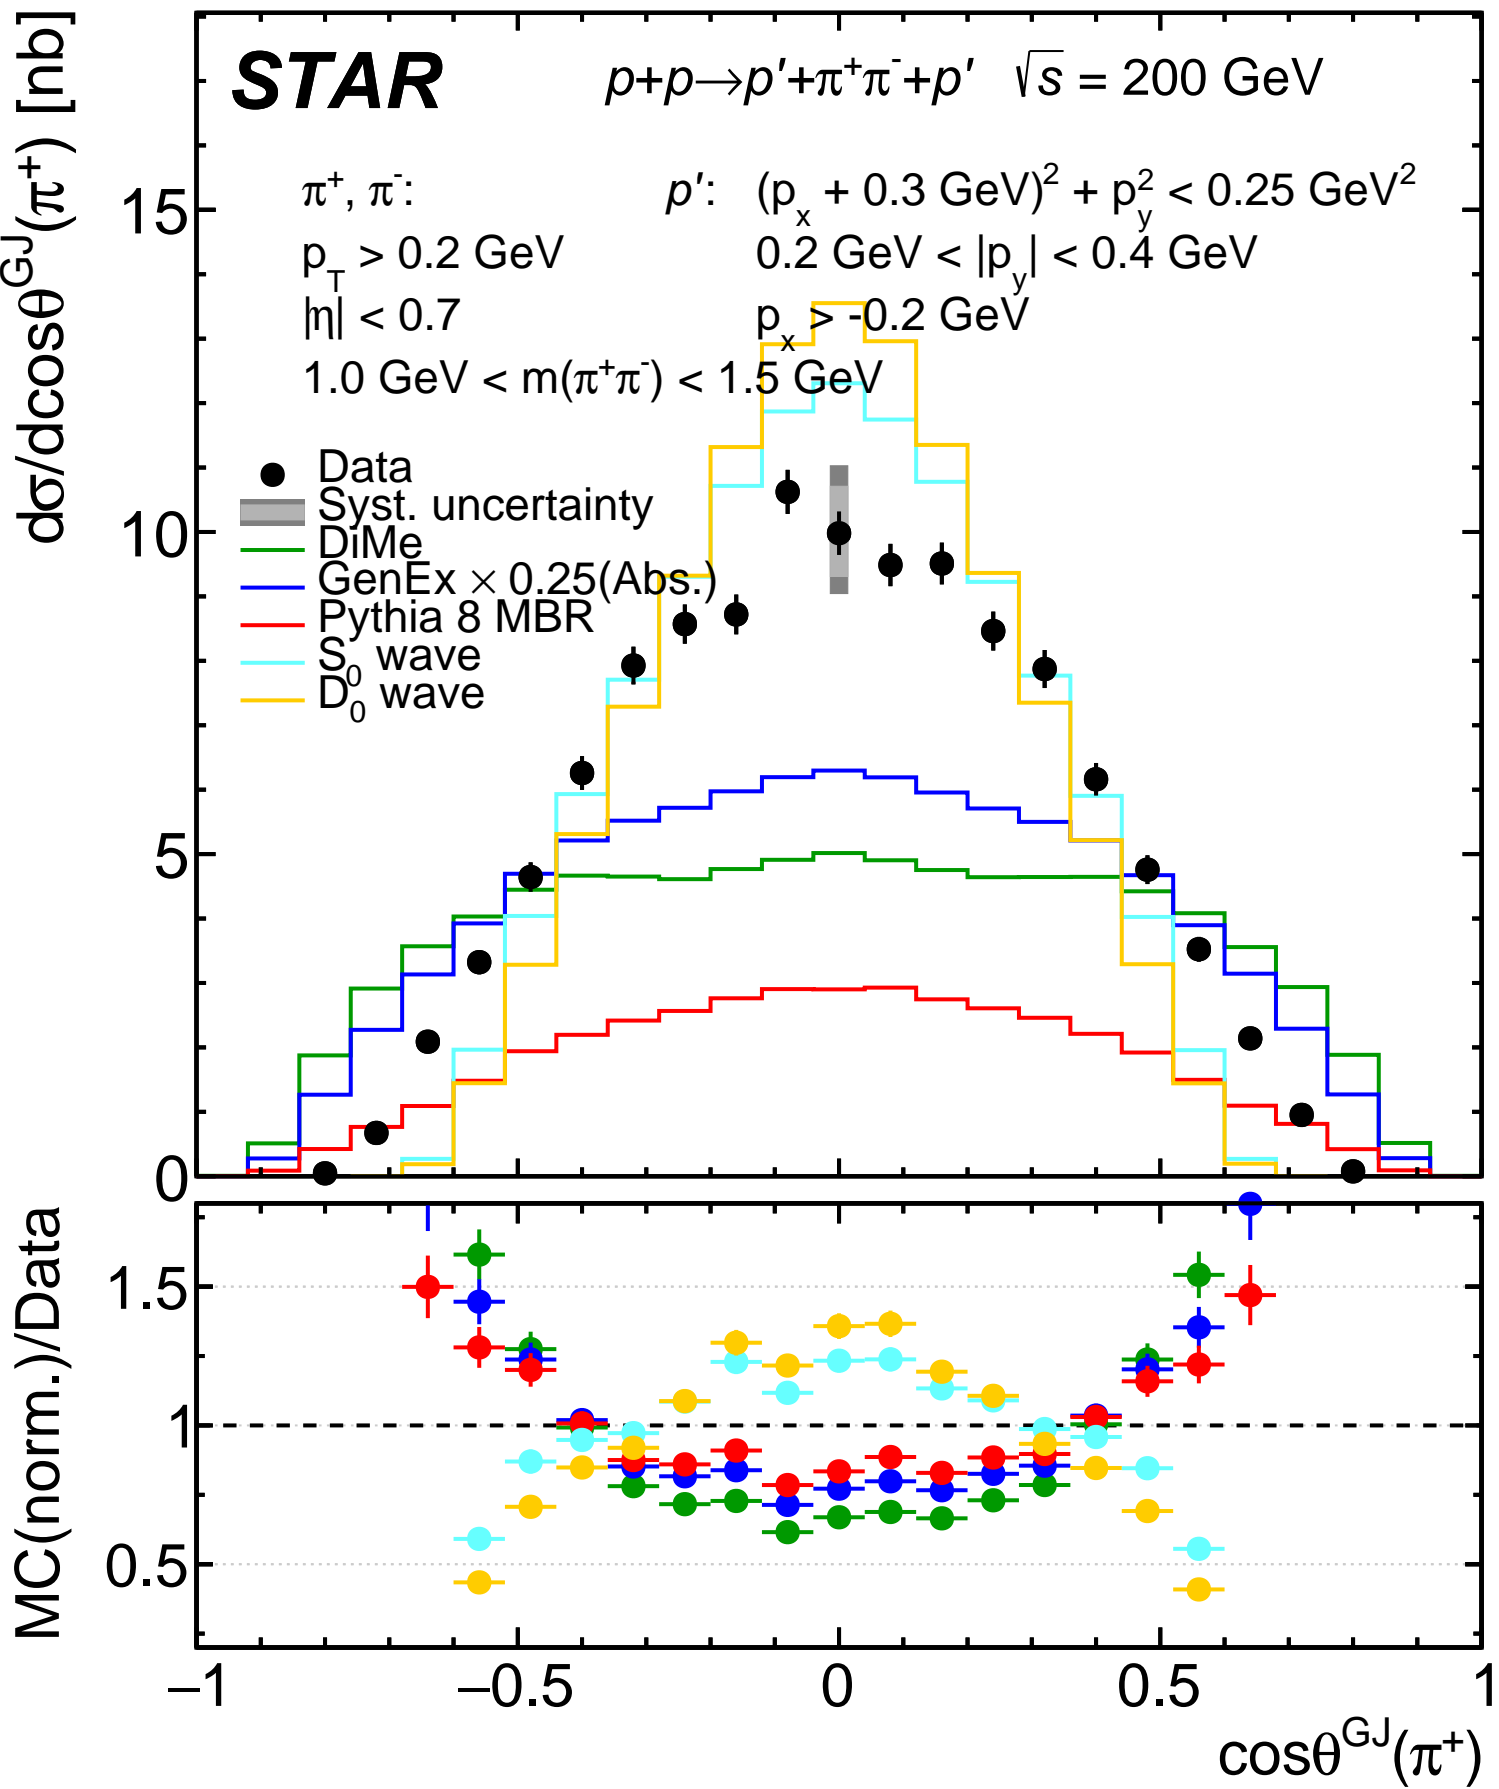 STAR
p+p→p′+π⁺π⁻+p′ √s = 200 GeV
π⁺, π⁻:
p_T > 0.2 GeV
|η| < 0.7
1.0 GeV < m(π⁺π⁻) < 1.5 GeV
p′: (p_x + 0.3 GeV)² + p_y² < 0.25 GeV²
0.2 GeV < |p_y| < 0.4 GeV
p_x > -0.2 GeV
Data
Syst. uncertainty
DiMe
GenEx × 0.25(Abs.)
Pythia 8 MBR
S₀ wave
D₀ wave
dσ/dcosθ^GJ(π⁺) [nb]
15
10
5
0
MC(norm.)/Data
1.5
1
0.5
−1 −0.5 0 0.5 1
cosθ^GJ(π⁺)